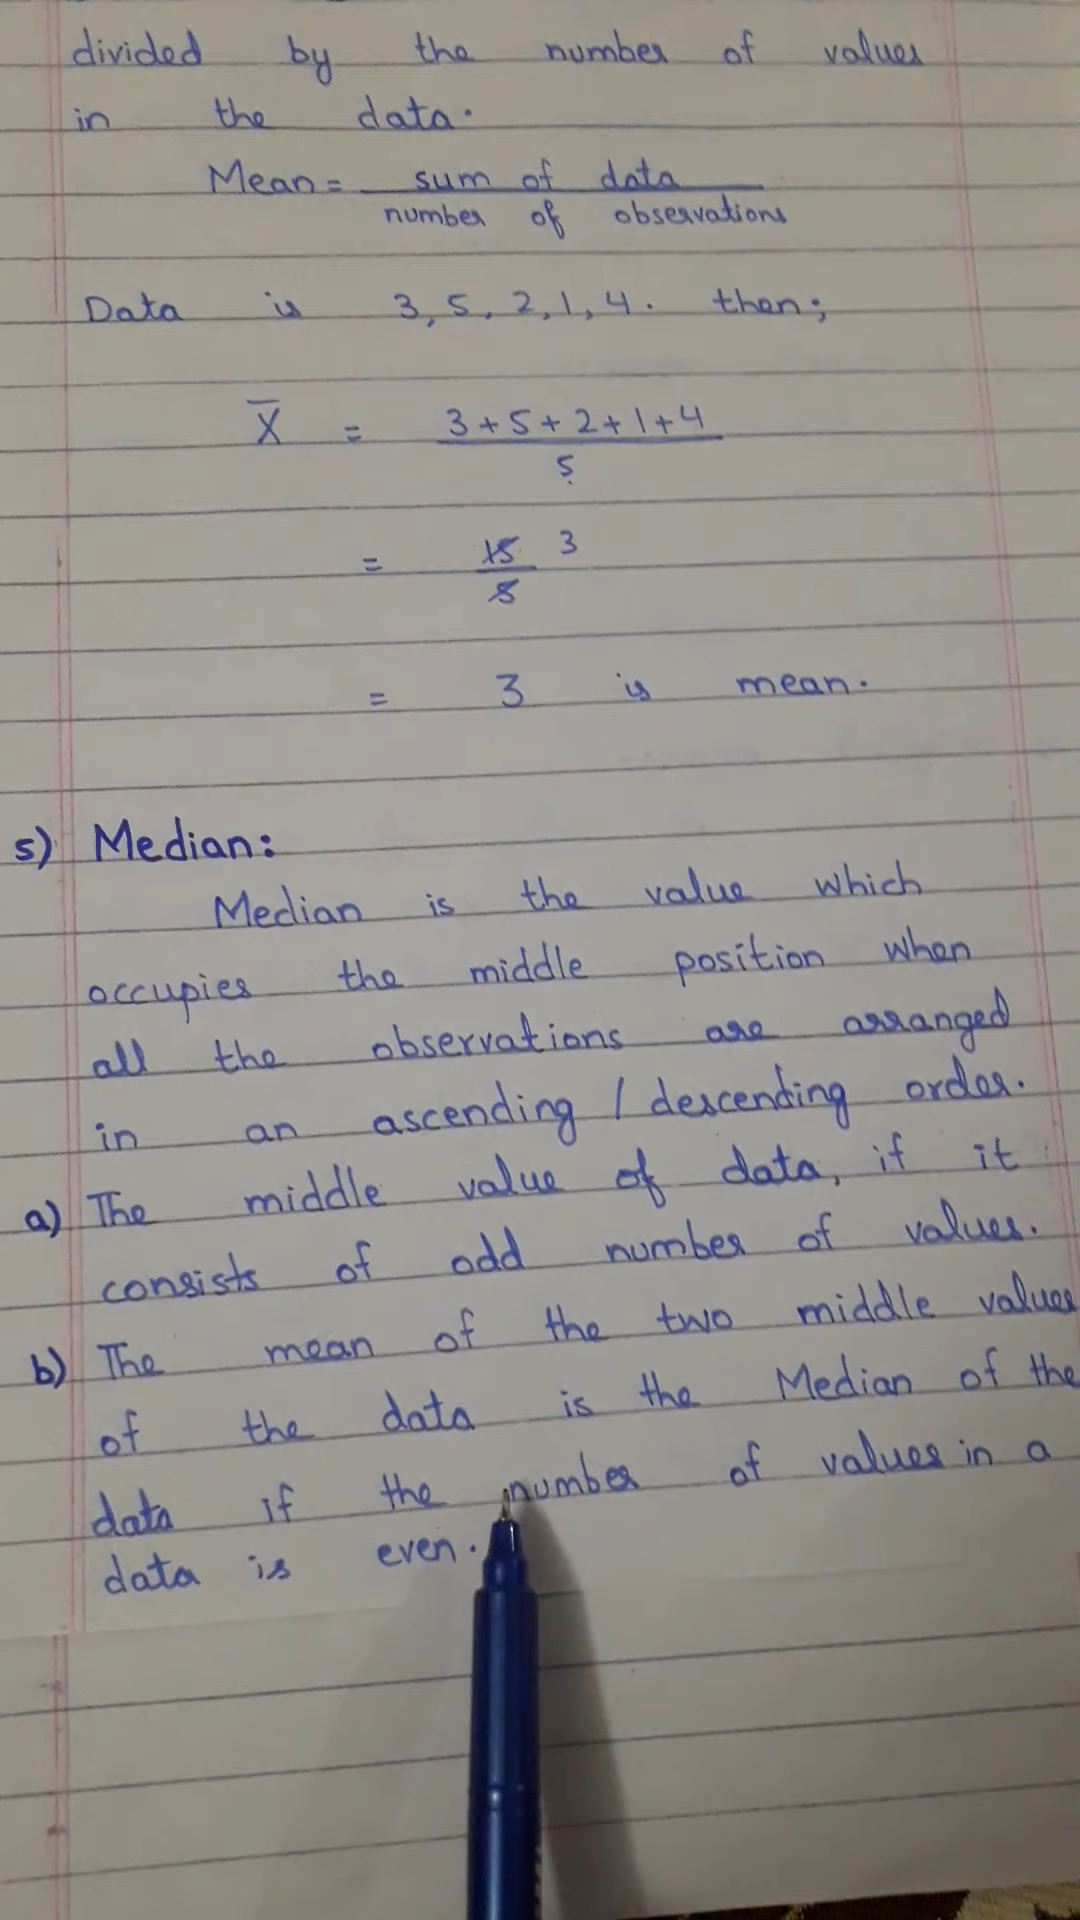 divided by the number of values
in the data.
Mean = sum of data
number of observations
Data is 3, 5, 2, 1, 4. then;
X̅ = 3+5+2+1+4
5
= 15 3
5
= 3 is mean.
5) Median:
Median is the value which
occupies the middle position when
all the observations are arranged
in an ascending / descending order.
a) The middle value of data, if it
consists of odd number of values.
b) The mean of the two middle values
of the data is the Median of the
data if the number of values in a
data is even.